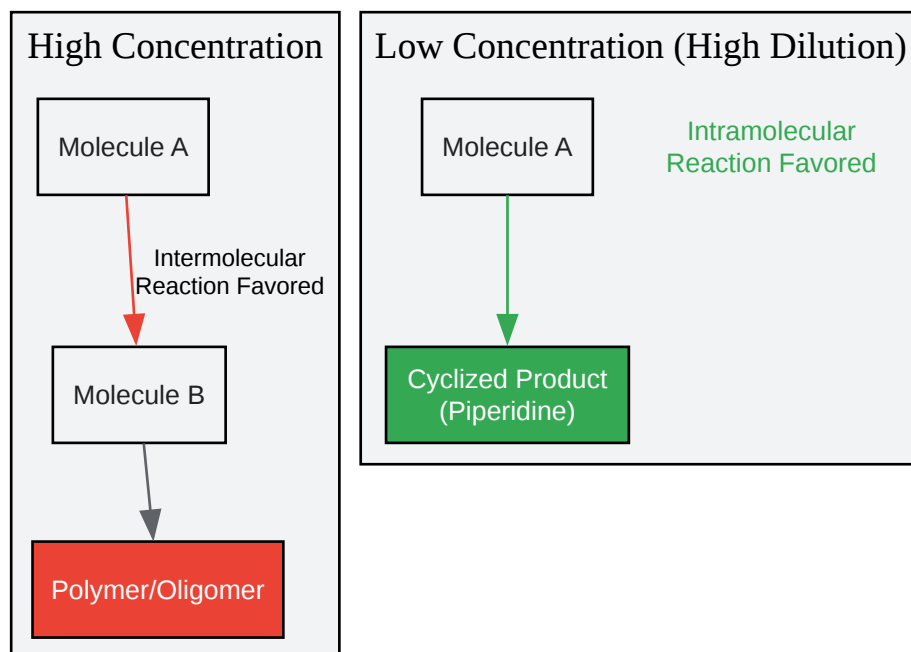 High Concentration
Molecule A
Intermolecular
Reaction Favored
Molecule B
Polymer/Oligomer
Low Concentration (High Dilution)
Molecule A
Intramolecular
Reaction Favored
Cyclized Product
(Piperidine)